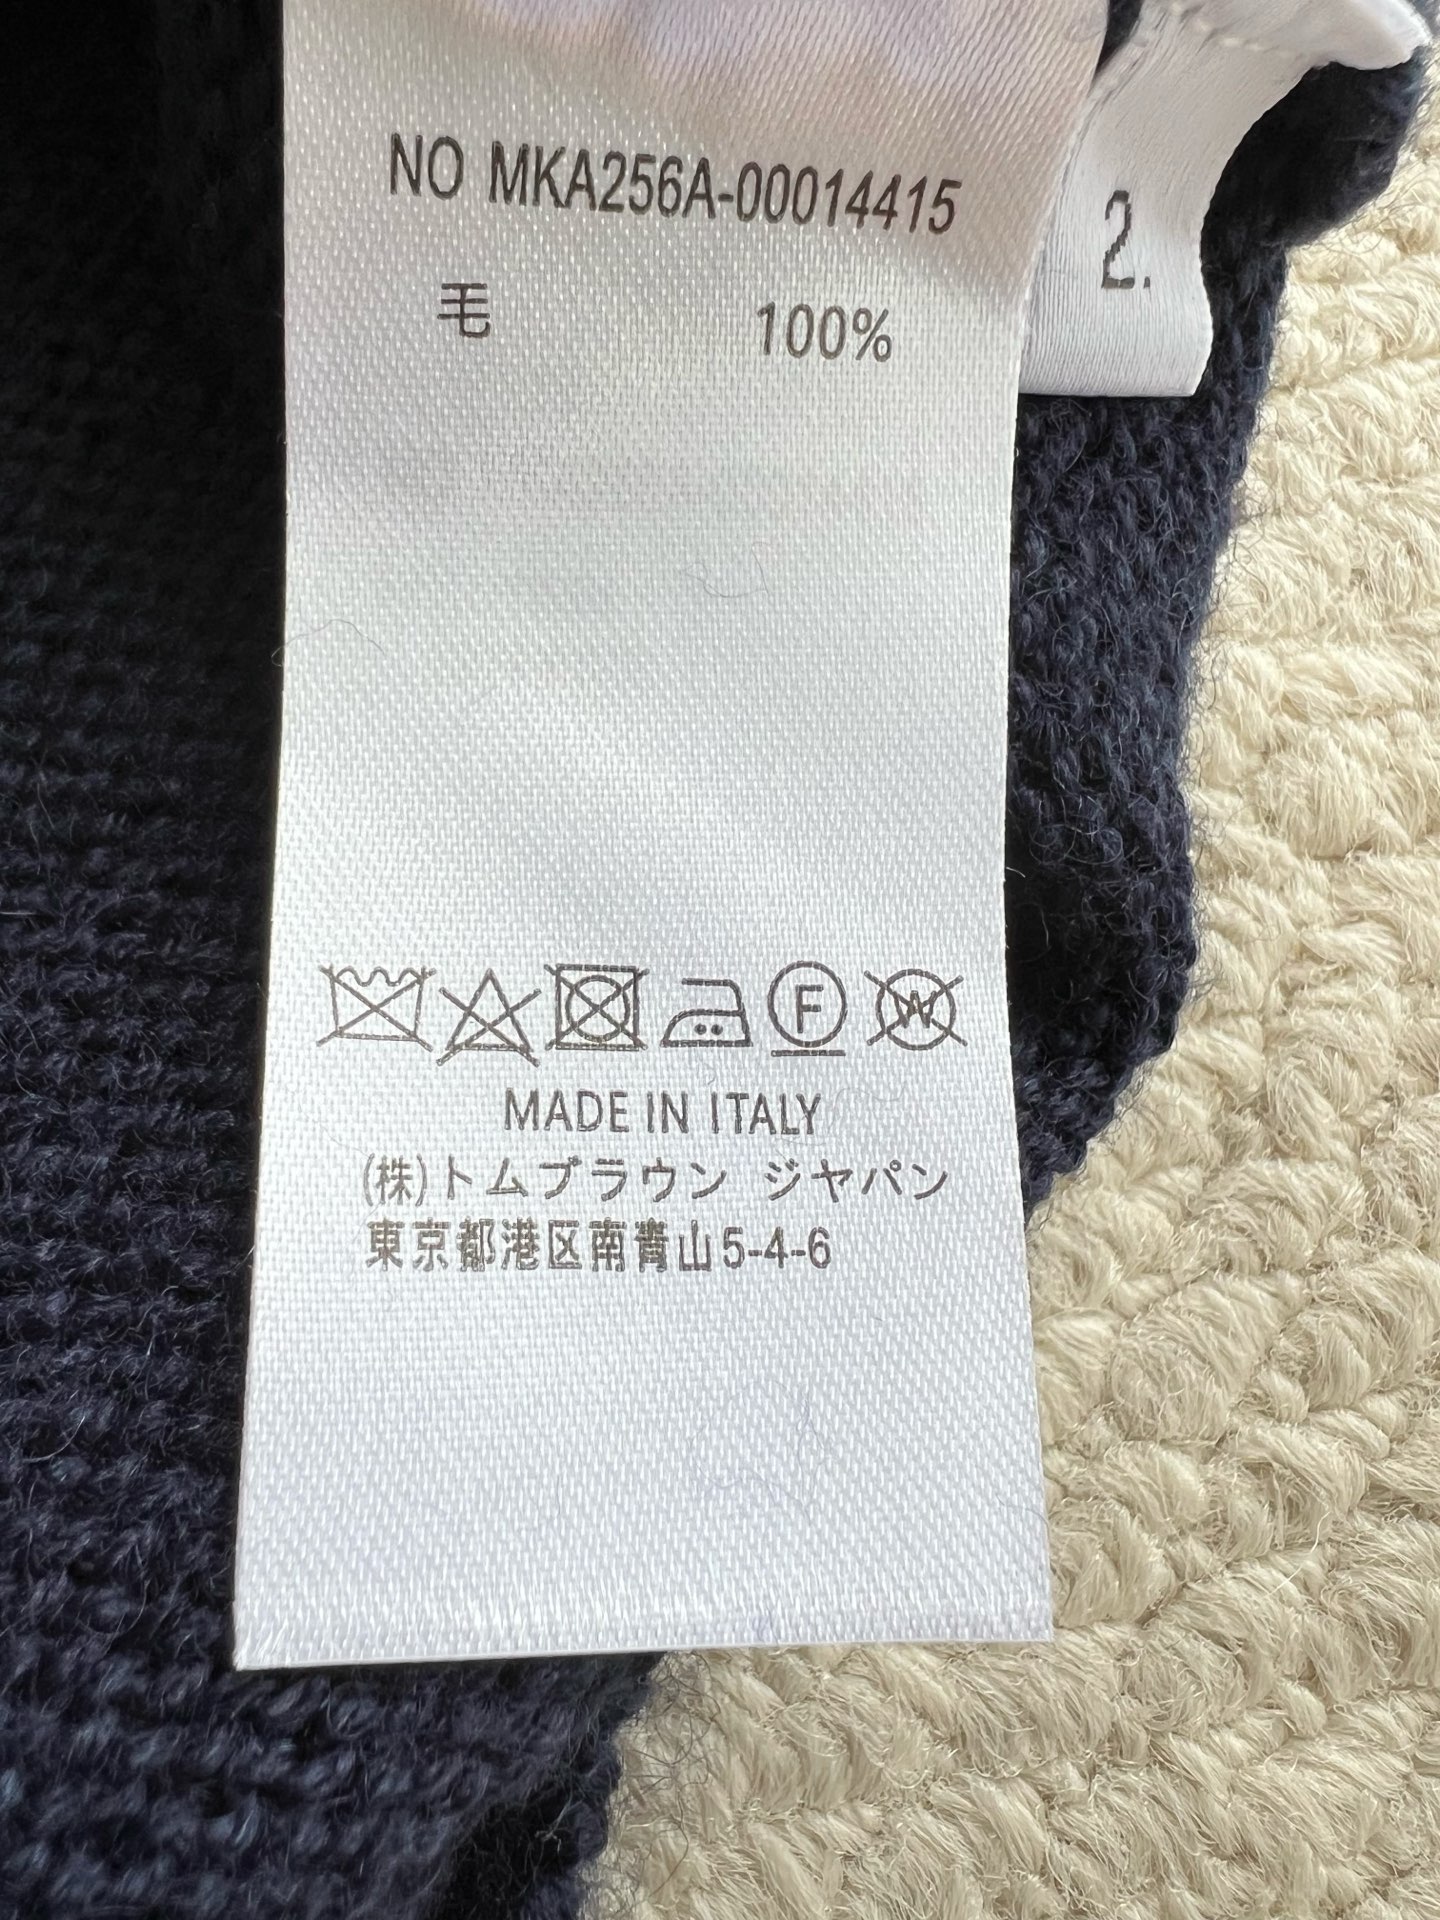 NO MKA256A-00014415
毛 100%
2.
F W
MADE IN ITALY
(株)トムブラウン ジヤパン
東京都港区南青山5-4-6